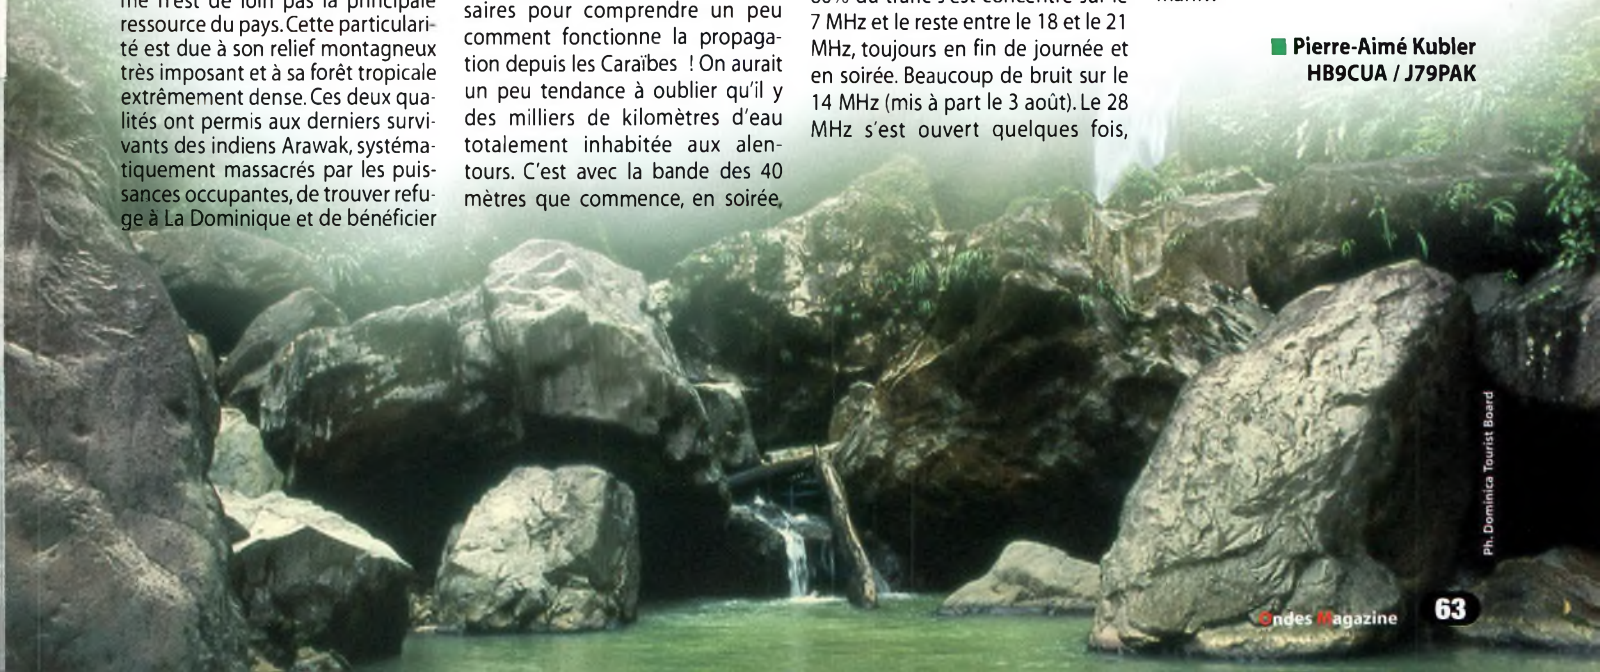 me n'est de loin pas la principale
ressource du pays. Cette particulari-
té est due à son relief montagneux
très imposant et à sa forêt tropicale
extrêmement dense. Ces deux qua-
lités ont permis aux derniers survi-
vants des indiens Arawak, systéma-
tiquement massacrés par les puis-
sances occupantes, de trouver refu-
ge à La Dominique et de bénéficier
saires pour comprendre un peu
comment fonctionne la propaga-
tion depuis les Caraïbes ! On aurait
un peu tendance à oublier qu'il y
des milliers de kilomètres d'eau
totalement inhabitée aux alen-
tours. C'est avec la bande des 40
mètres que commence, en soirée,
7 MHz et le reste entre le 18 et le 21
MHz, toujours en fin de journée et
en soirée. Beaucoup de bruit sur le
14 MHz (mis à part le 3 août). Le 28
MHz s'est ouvert quelques fois,
Pierre-Aimé Kubler
HB9CUA / J79PAK
Ph. Dominica Tourist Board
Ondes Magazine
63